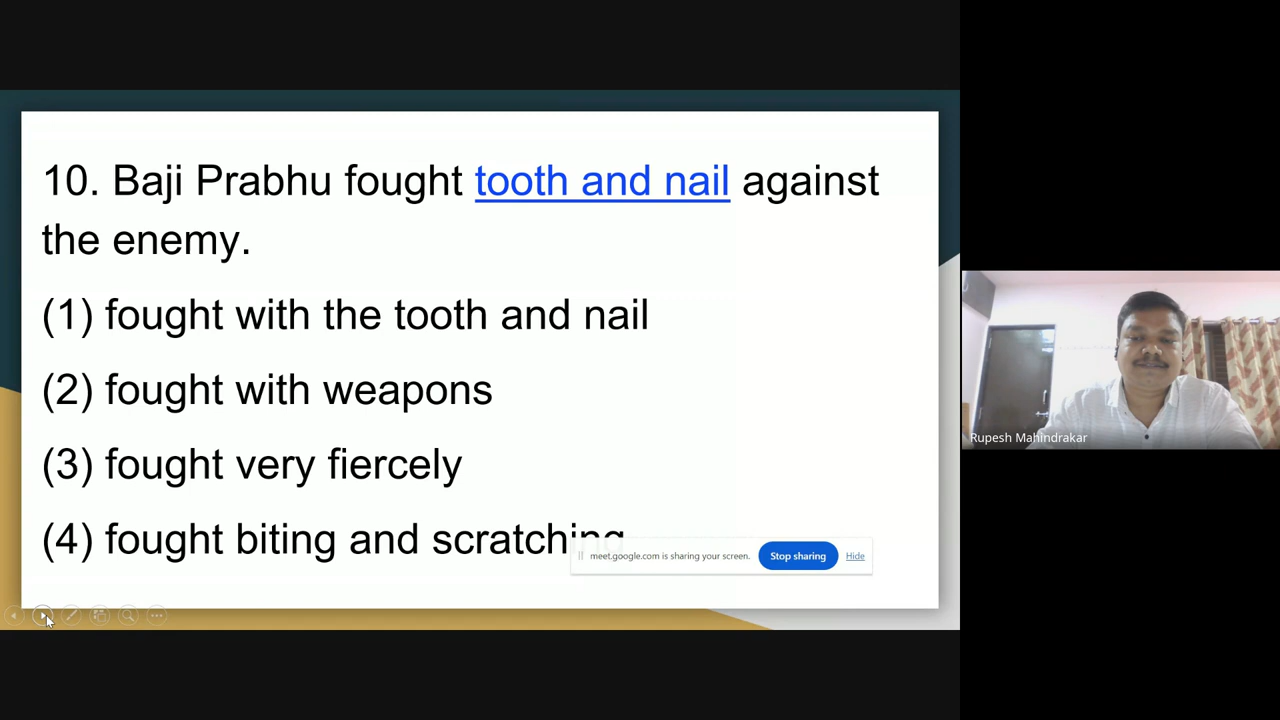 10. Baji Prabhu fought tooth and nail against
the enemy.
(1) fought with the tooth and nail
(2) fought with weapons
(3) fought very fiercely
(4) fought biting and scratching
meet.google.com is sharing your screen. Stop sharing Hide
Rupesh Mahindrakar